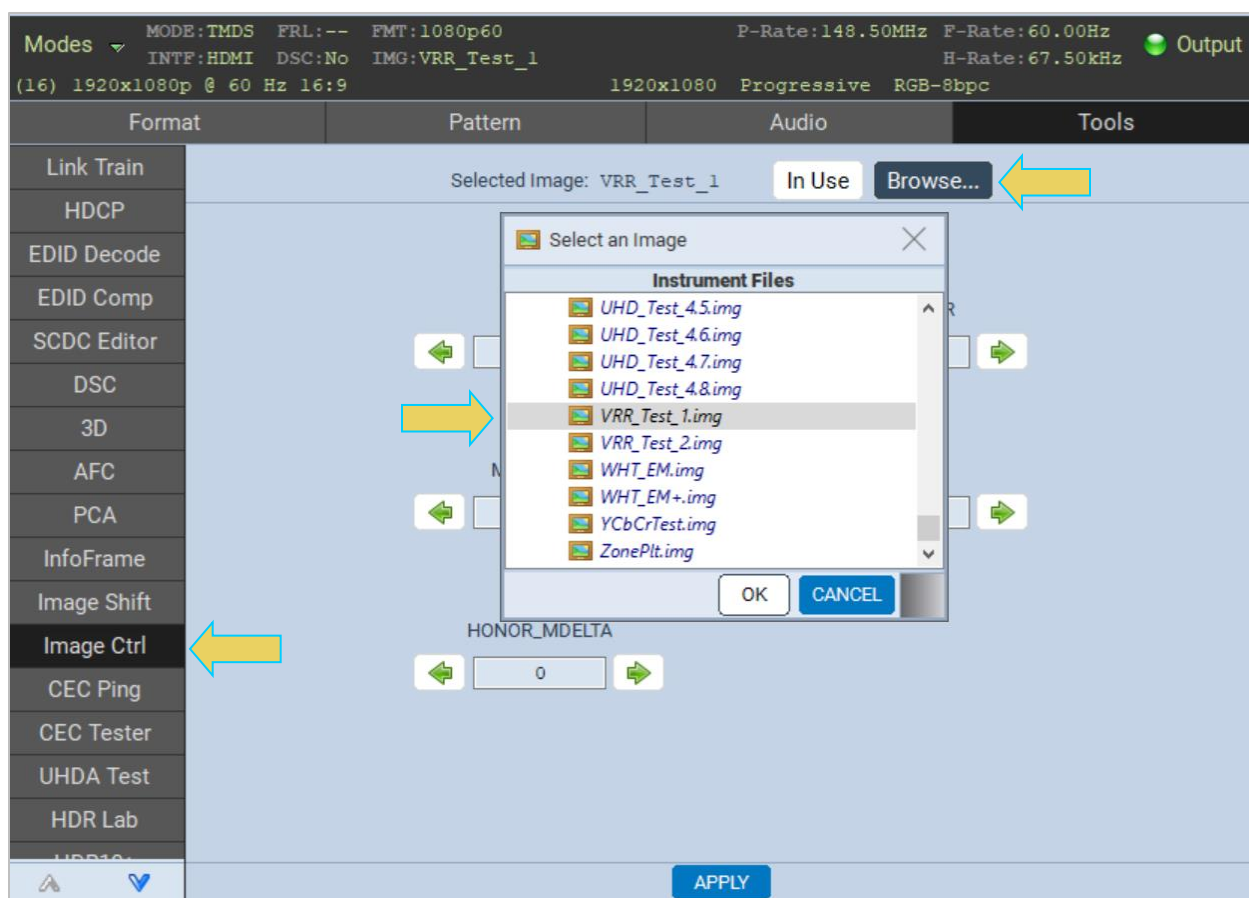 Modes
MODE:TMDS FRL:-- FMT:1080p60 P-Rate:148.50MHz F-Rate:60.00Hz
INTF:HDMI DSC:No IMG:VRR_Test_1 H-Rate:67.50kHz
Output
(16) 1920x1080p @ 60 Hz 16:9 1920x1080 Progressive RGB-8bpc
Format Pattern Audio Tools
Link Train
HDCP
EDID Decode
EDID Comp
SCDC Editor
DSC
3D
AFC
PCA
InfoFrame
Image Shift
Image Ctrl
CEC Ping
CEC Tester
UHDA Test
HDR Lab
Selected Image: VRR_Test_1 In Use Browse...
Select an Image
Instrument Files
UHD_Test_4.5.img
UHD_Test_4.6.img
UHD_Test_4.7.img
UHD_Test_4.8.img
VRR_Test_1.img
VRR_Test_2.img
WHT_EM.img
WHT_EM+.img
YCbCrTest.img
ZonePlt.img
OK CANCEL
R
M
HONOR_MDELTA
0
APPLY